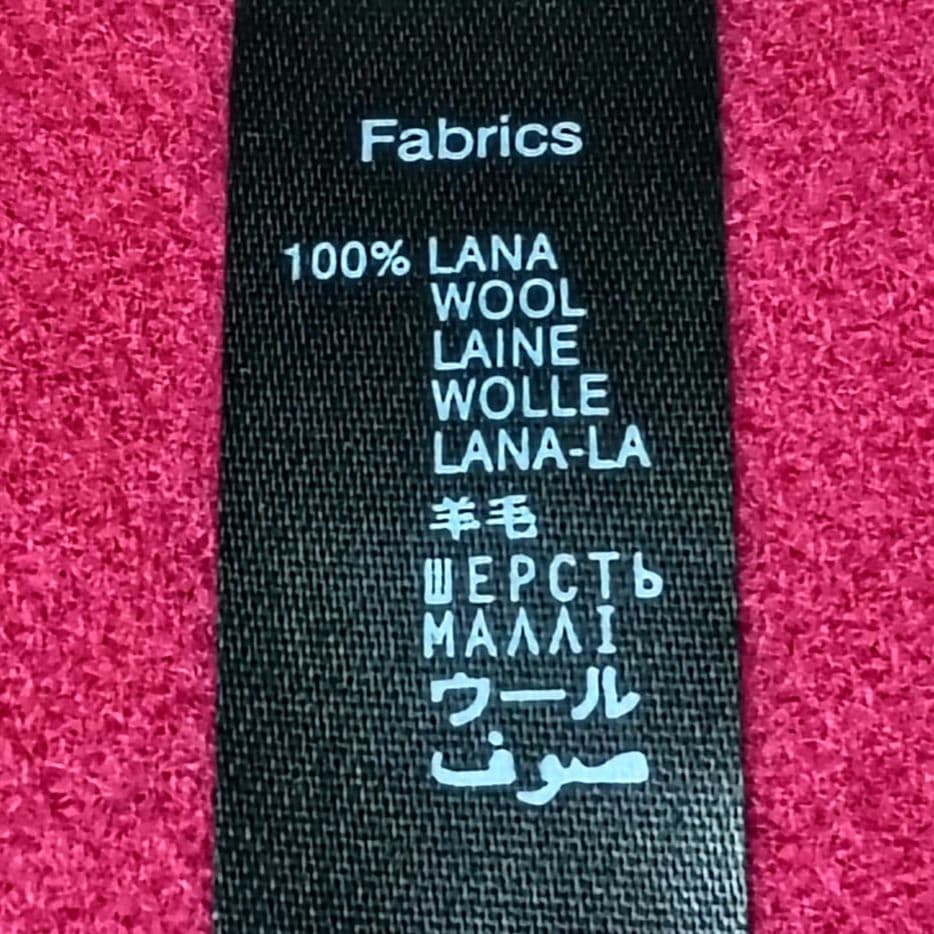 Fabrics
100% LANA
WOOL
LAINE
WOLLE
LANA-LA
羊毛
ШЕРСТЬ
ΜΑΛΛΙ
ウール
صوف